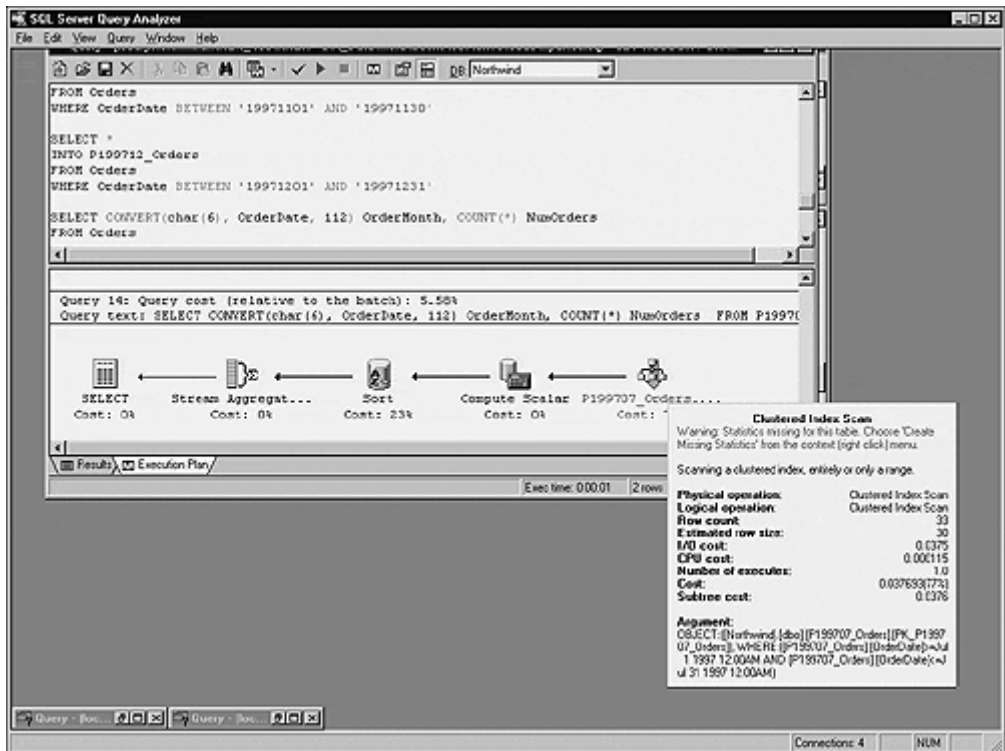 SQL Server Query Analyzer
File Edit View Query Window Help
DB: Northwind
FROM Orders
WHERE OrderDate BETWEEN '19971101' AND '19971130'
SELECT *
INTO P199712_Orders
FROM Orders
WHERE OrderDate BETWEEN '19971201' AND '19971231'
SELECT CONVERT(char(6), OrderDate, 112) OrderMonth, COUNT(*) NumOrders
FROM Orders
Query 14: Query cost (relative to the batch): 5.58%
Query text: SELECT CONVERT(char(6), OrderDate, 112) OrderMonth, COUNT(*) NumOrders FROM P19970
SELECT Stream Aggregat... Sort Compute Scalar P199707_Orders....
Cost: 0% Cost: 0% Cost: 23% Cost: 0% Cost:
Results Execution Plan
Exec time: 0:00:01 2 rows
Clustered Index Scan
Warning: Statistics missing for this table. Choose 'Create
Missing Statistics' from the context (right click) menu.
Scanning a clustered index, entirely or only a range.
Physical operation: Clustered Index Scan
Logical operation: Clustered Index Scan
Row count: 33
Estimated row size: 30
I/O cost: 0.0375
CPU cost: 0.000115
Number of executes: 1.0
Cost: 0.037693(77%)
Subtree cost: 0.0376
Argument:
OBJECT:([Northwind].[dbo].[P199707_Orders].[PK_P1997
07_Orders]), WHERE:([P199707_Orders].[OrderDate]>=Jul
1 1997 12:00AM AND [P199707_Orders].[OrderDate]<=J
ul 31 1997 12:00AM)
Query - (loc... Query - (loc...
Connections: 4 NUM